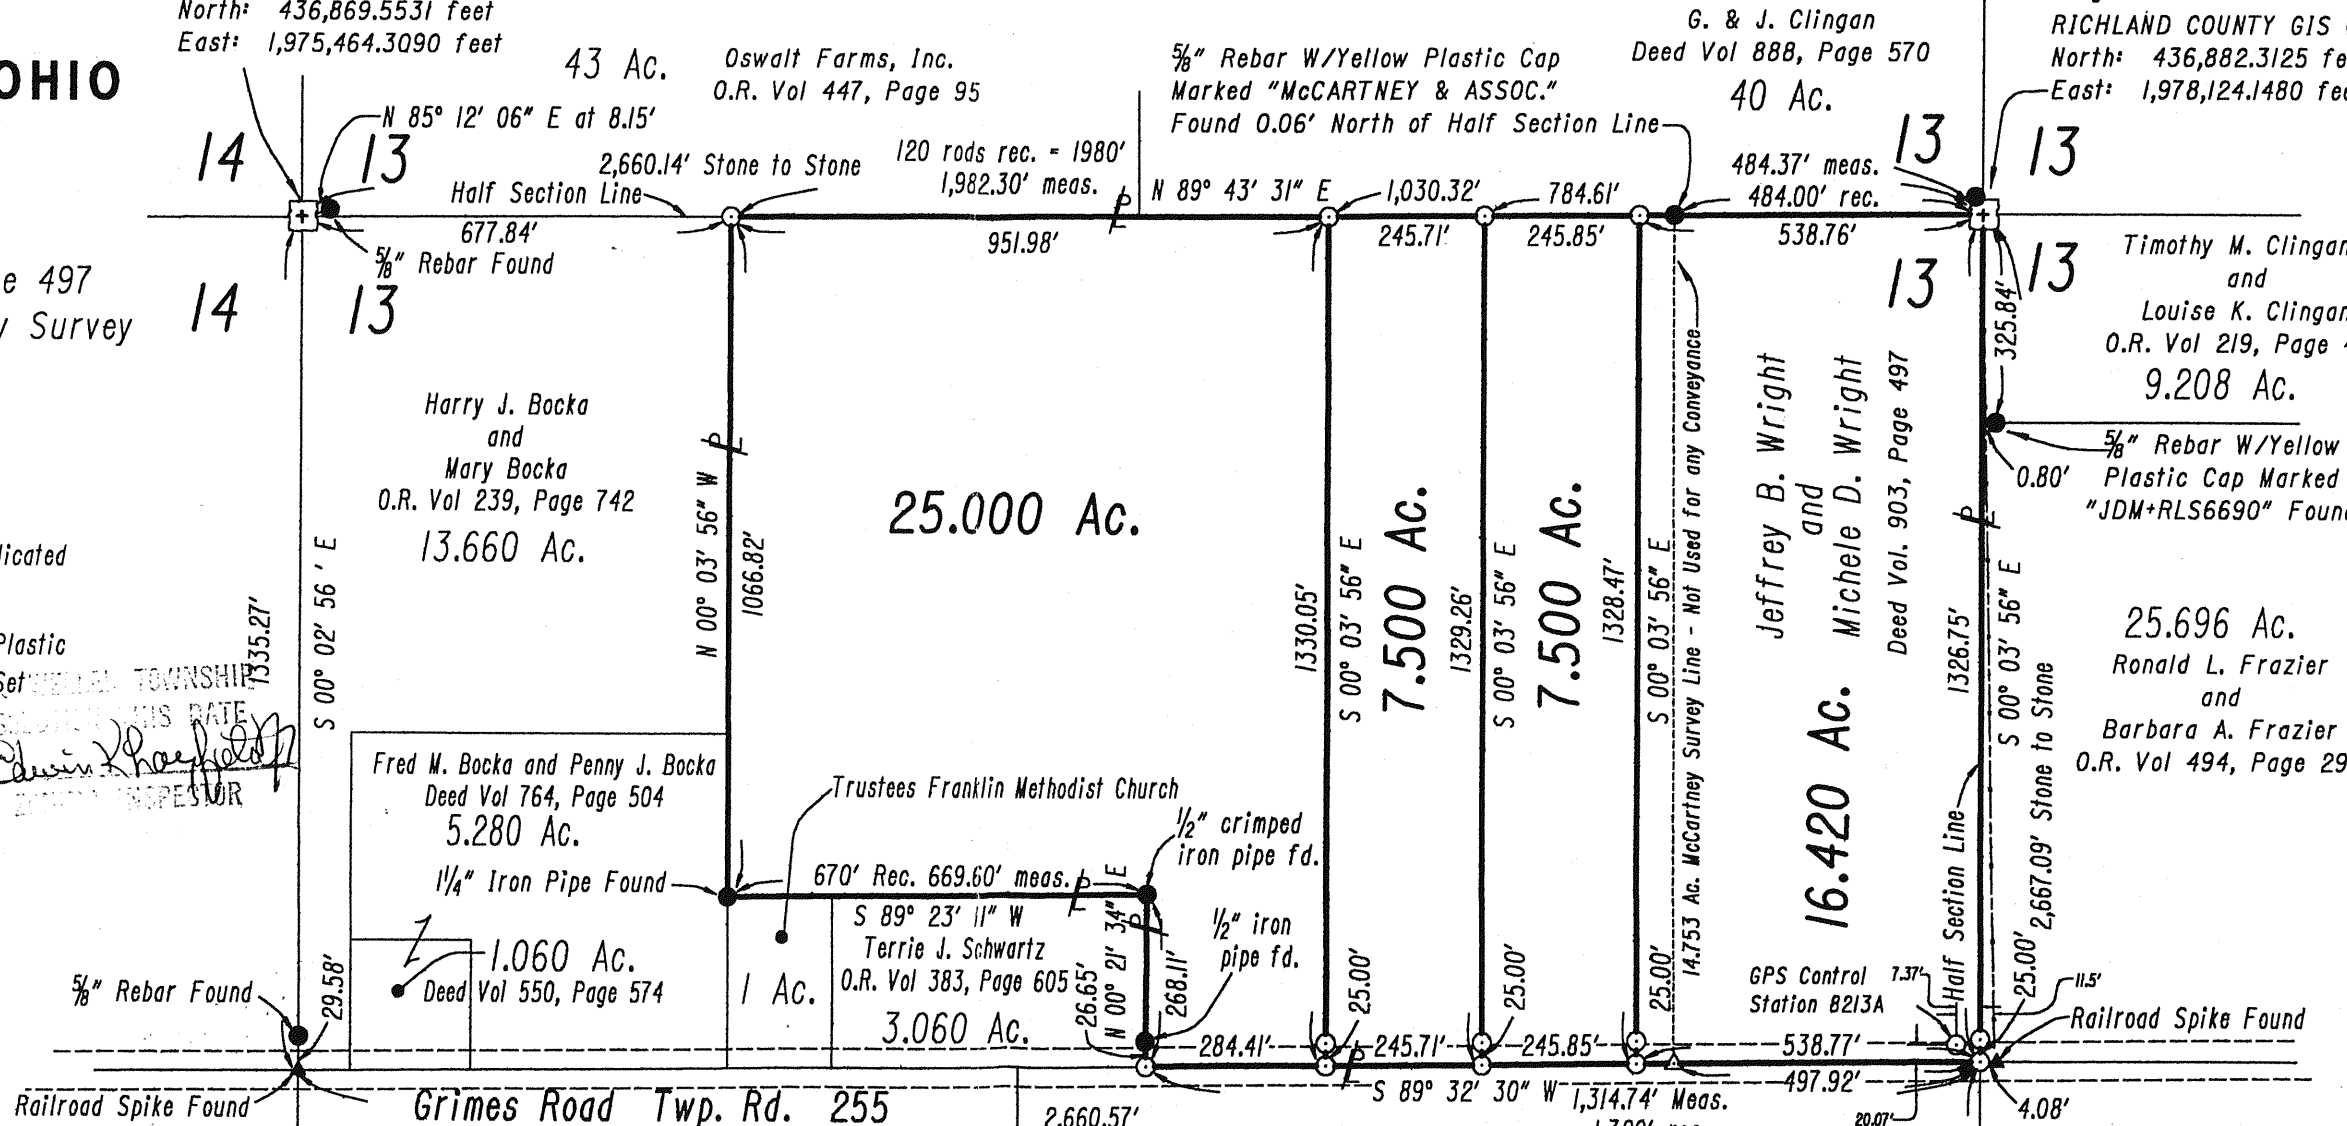 North: 436,869.5531 feet
East: 1,975,464.3090 feet
OHIO
43 Ac.
Oswalt Farms, Inc.
O.R. Vol 447, Page 95
⅝" Rebar W/Yellow Plastic Cap
Marked "McCARTNEY & ASSOC."
Found 0.06' North of Half Section Line
G. & J. Clingan
Deed Vol 888, Page 570
40 Ac.
RICHLAND COUNTY GIS
North: 436,882.3125
East: 1,978,124.1480
N 85° 12' 06" E at 8.15'
14
13
2,660.14' Stone to Stone
120 rods rec. = 1980'
1,982.30' meas.
Half Section Line
N 89° 43' 31" E
1,030.32'
784.61'
484.37' meas.
484.00' rec.
13
13
677.84'
951.98'
245.71'
245.85'
538.76'
⅝" Rebar Found
14
13
13
13
e 497
y Survey
325.84'
Timothy M. Clingan
and
Louise K. Clingan
O.R. Vol 219, Page
9.208 Ac.
⅝" Rebar W/Yellow
Plastic Cap Marked
"JDM+RLS6690" Found
0.80'
Harry J. Bocka
and
Mary Bocka
O.R. Vol 239, Page 742
13.660 Ac.
N 00° 03' 56" W
1066.82'
25.000 Ac.
1330.05'
S 00° 03' 56" E
7.500 Ac.
1329.26'
S 00° 03' 56" E
7.500 Ac.
1328.47'
S 00° 03' 56" E
14.753 Ac. McCartney Survey Line - Not Used for any Conveyance
Jeffrey B. Wright
and
Michele D. Wright
Deed Vol. 903, Page 497
16.420 Ac.
1326.75'
S 00° 03' 56" E
2,667.09' Stone to Stone
Half Section Line
25.696 Ac.
Ronald L. Frazier
and
Barbara A. Frazier
O.R. Vol 494, Page 29
licated
Plastic
Set
TOWNSHIP
THIS DATE
INSPECTOR
1335.27'
S 00° 02' 56 ' E
Fred M. Bocka and Penny J. Bocka
Deed Vol 764, Page 504
5.280 Ac.
1¼" Iron Pipe Found
Trustees Franklin Methodist Church
½" crimped
iron pipe fd.
670' Rec. 669.60' meas.
S 89° 23' 11" W
Terrie J. Schwartz
O.R. Vol 383, Page 605
3.060 Ac.
1 Ac.
N 00° 21' 34" E
26.65'
268.11'
½" iron
pipe fd.
1.060 Ac.
Deed Vol 550, Page 574
⅝" Rebar Found
29.58'
25.00'
25.00'
25.00'
GPS Control
Station 8213A
7.37'
25.00'
11.5'
Railroad Spike Found
284.41'
245.71'
245.85'
538.77'
497.92'
S 89° 32' 30" W
1,314.74' Meas.
Railroad Spike Found
Grimes Road Twp. Rd. 255
2,660.57'
20.07'
4.08'